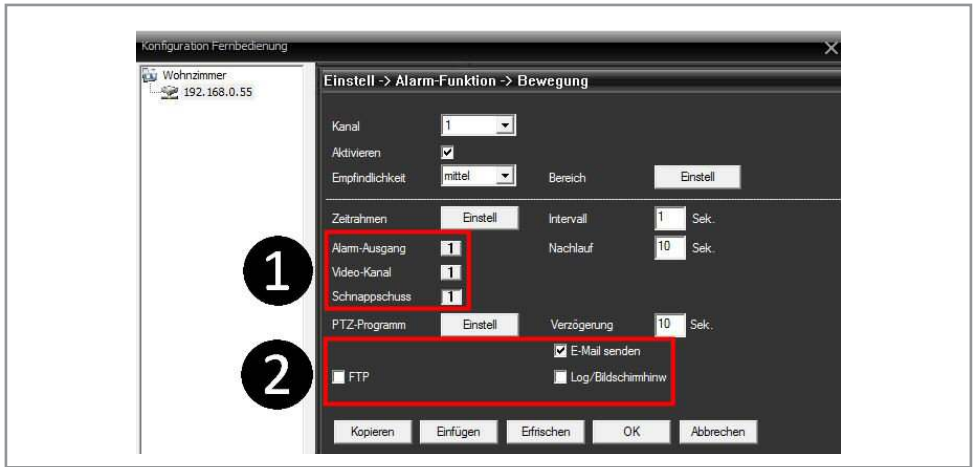 Konfiguration Fernbedienung
Wohnzimmer
192.168.0.55
Einstell -> Alarm-Funktion -> Bewegung
Kanal 1
Aktivieren
Empfindlichkeit mittel Bereich Einstell
Zeitrahmen Einstell Intervall 1 Sek.
1
Alarm-Ausgang 1 Nachlauf 10 Sek.
Video-Kanal 1
Schnappschuss 1
PTZ-Programm Einstell Verzögerung 10 Sek.
2
E-Mail senden
FTP Log/Bildschimhinw
Kopieren Einfügen Erfrischen OK Abbrechen